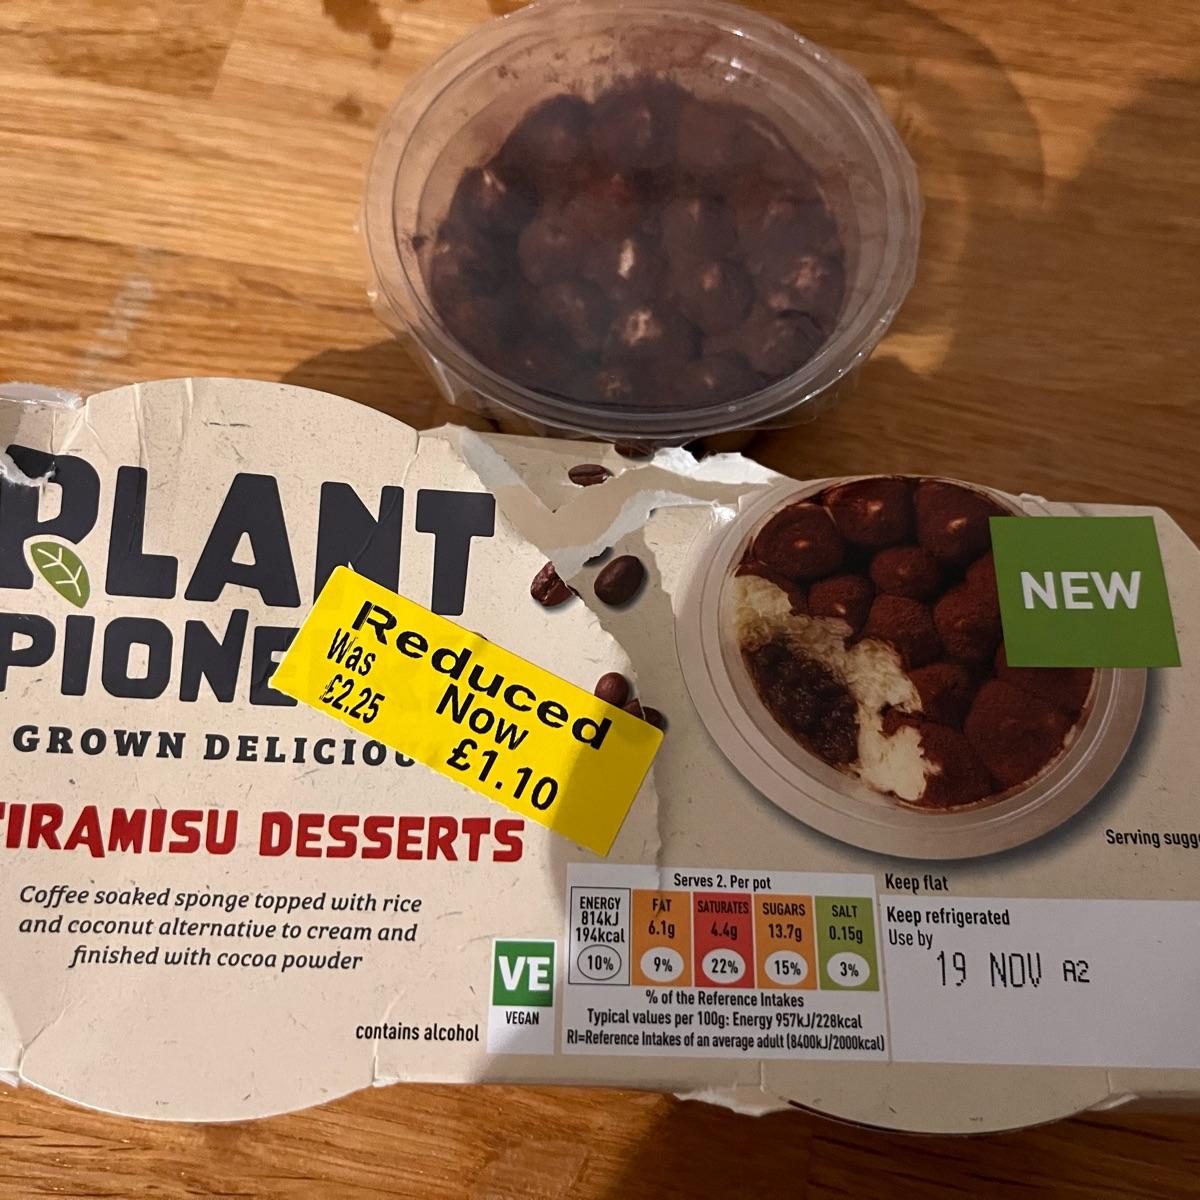 PLANT
PIONE
GROWN DELICIOU
TIRAMISU DESSERTS
Coffee soaked sponge topped with rice
and coconut alternative to cream and
finished with cocoa powder
contains alcohol
VE
VEGAN
Reduced
Was Now
£2.25 £1.10
NEW
Serving sugg
Serves 2. Per pot
ENERGY
814kJ
194kcal
10%
FAT
6.1g
9%
SATURATES
4.4g
22%
SUGARS
13.7g
15%
SALT
0.15g
3%
% of the Reference Intakes
Typical values per 100g: Energy 957kJ/228kcal
RI=Reference Intakes of an average adult (8400kJ/2000kcal)
Keep flat
Keep refrigerated
Use by
19 NOV A2